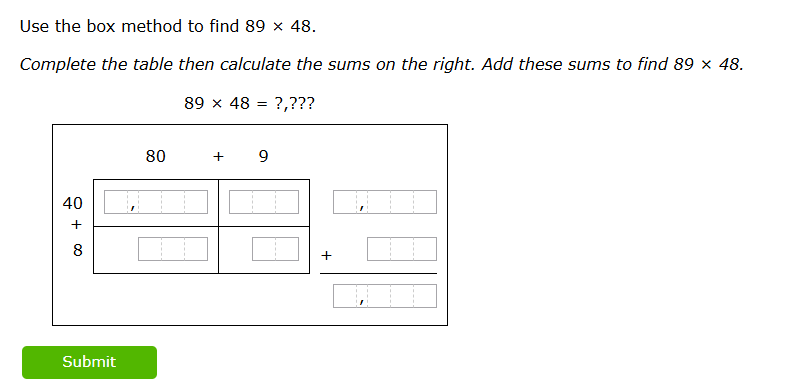 Use the box method to find 89 × 48.
Complete the table then calculate the sums on the right. Add these sums to find 89 × 48.
89 × 48 = ?,???
80 + 9
40 , ,
+
8 +
,
Submit